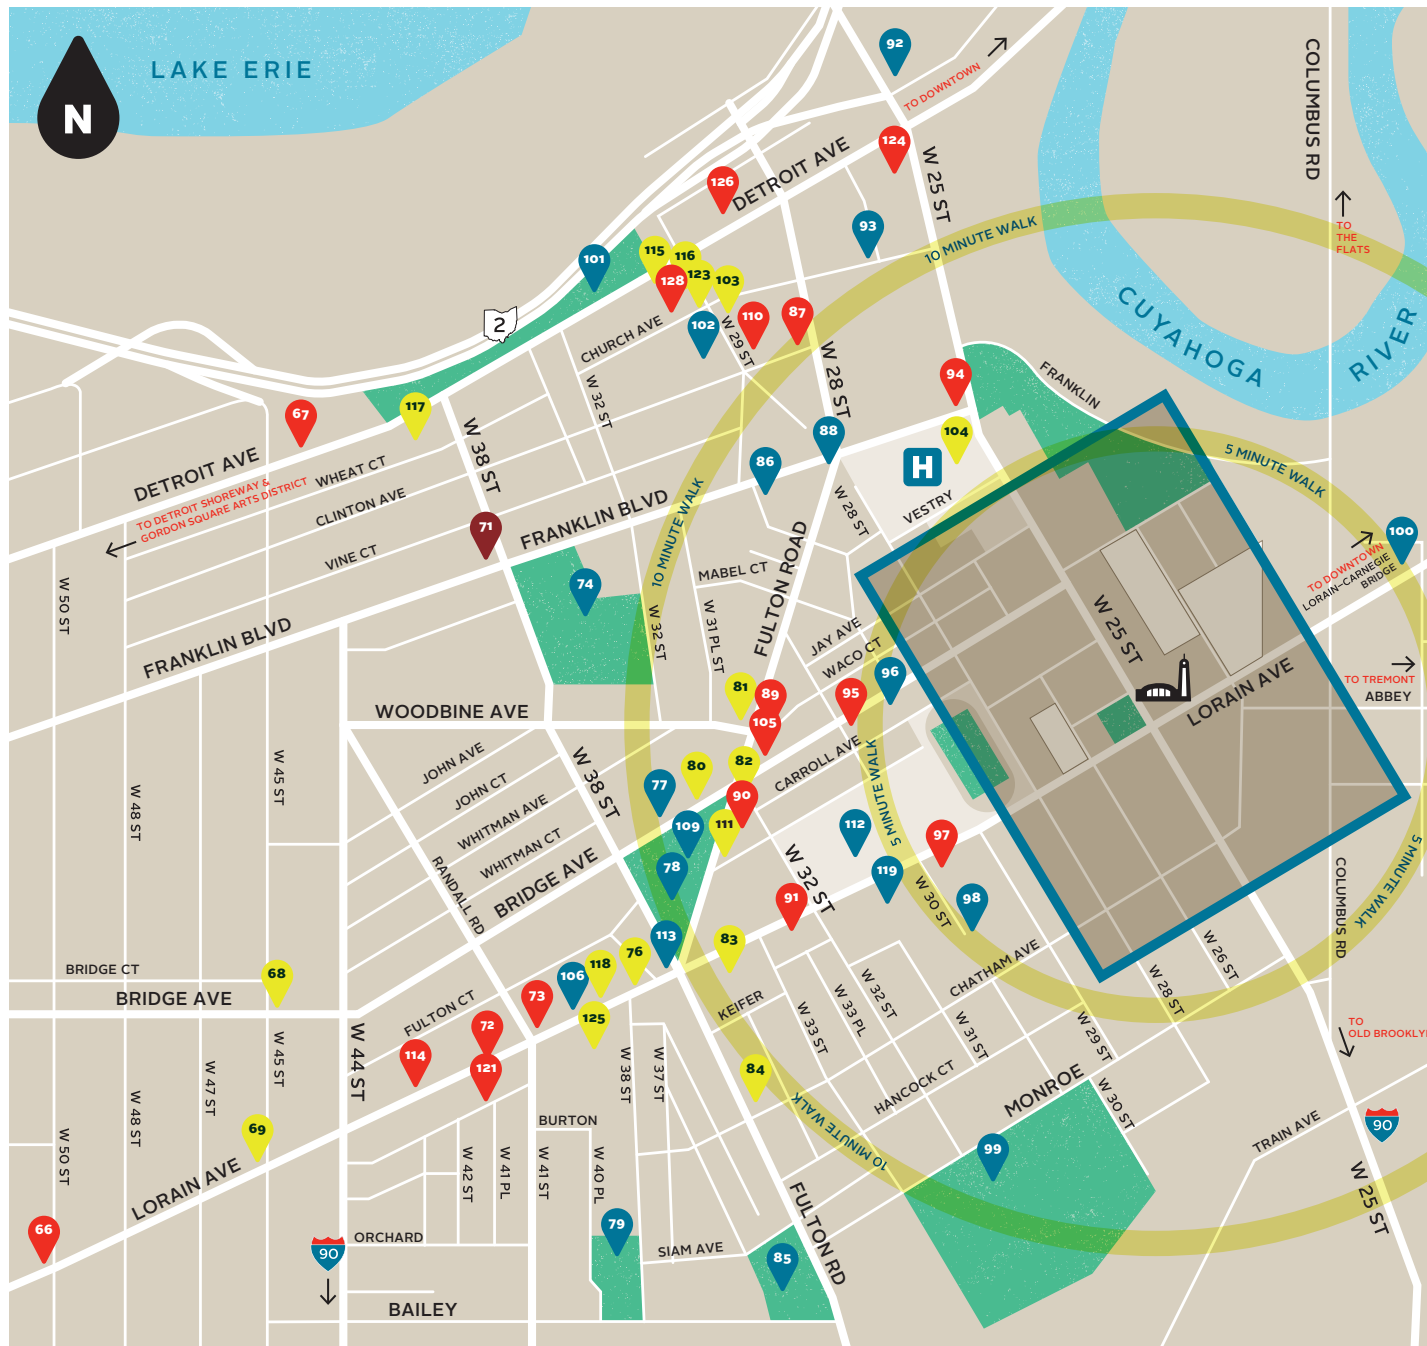 LAKE ERIE
N
92
TO DOWNTOWN
COLUMBUS RD
124
DETROIT AVE
W 25 ST
126
93
10 MINUTE WALK
TO
THE
FLATS
101
115
116
123
128
103
CUYAHOGA
RIVER
2
102
W 29 ST
110
87
CHURCH AVE
W 28 ST
94
FRANKLIN
W 32 ST
67
117
88
104
H
5 MINUTE WALK
DETROIT AVE
W 38 ST
86
WHEAT CT
TO DETROIT SHOREWAY &
GORDON SQUARE ARTS DISTRICT
CLINTON AVE
FRANKLIN BLVD
10 MINUTE WALK
W 28 ST
VESTRY
71
VINE CT
100
TO DOWNTOWN
LORAIN-CARNEGIE
BRIDGE
W 50 ST
74
MABEL CT
FULTON ROAD
FRANKLIN BLVD
W 32 ST
W 31 PL ST
JAY AVE
WACO CT
W 25 ST
81
89
95
96
LORAIN AVE
TO TREMONT
ABBEY
WOODBINE AVE
105
W 45 ST
W 48 ST
JOHN AVE
JOHN CT
W 38 ST
77
80
82
CARROLL AVE
5 MINUTE WALK
90
WHITMAN AVE
WHITMAN CT
109
111
112
97
RANDALL RD
BRIDGE AVE
78
W 32 ST
119
W 30 ST
98
91
COLUMBUS RD
5 MINUTE WALK
113
83
76
118
106
BRIDGE CT
68
BRIDGE AVE
CHATHAM AVE
W 26 ST
W 28 ST
73
FULTON CT
125
KEIFER
W 33 ST
W 33 PL
W 32 ST
W 31 ST
W 29 ST
TO
OLD BROOKLY
72
114
121
W 44 ST
W 45 ST
W 47 ST
W 48 ST
W 50 ST
W 38 ST
W 37 ST
84
HANCOCK CT
MONROE
W 30 ST
10 MINUTE WALK
90
69
BURTON
TRAIN AVE
99
LORAIN AVE
W 42 ST
W 41 PL
W 41 ST
W 40 PL
FULTON RD
W 25 ST
66
90
ORCHARD
79
SIAM AVE
85
BAILEY